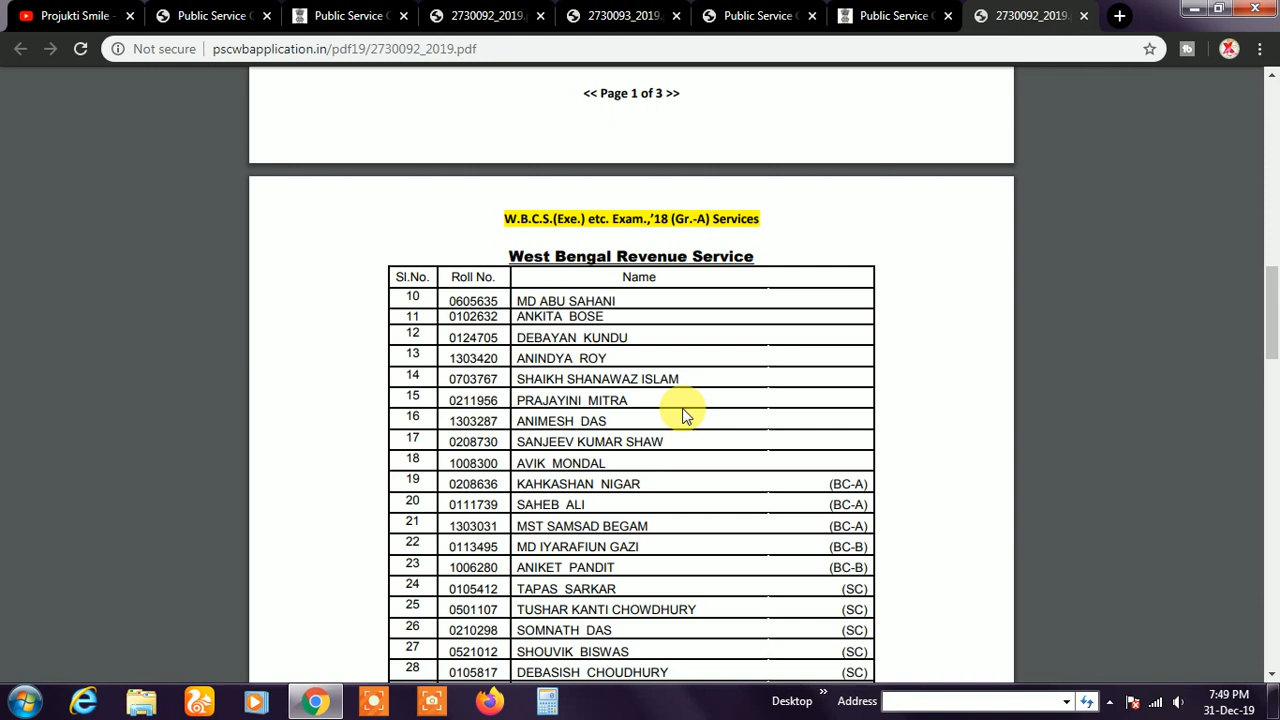 Projukti Smile -
Public Service C
Public Service C
2730092_2019.p
2730093_2019.p
Public Service C
Public Service C
2730092_2019.p
Not secure | pscwbapplication.in/pdf19/2730092_2019.pdf
<< Page 1 of 3 >>
W.B.C.S.(Exe.) etc. Exam.,'18 (Gr.-A) Services
West Bengal Revenue Service
Sl.No. Roll No. Name
10 0605635 MD ABU SAHANI
11 0102632 ANKITA BOSE
12 0124705 DEBAYAN KUNDU
13 1303420 ANINDYA ROY
14 0703767 SHAIKH SHANAWAZ ISLAM
15 0211956 PRAJAYINI MITRA
16 1303287 ANIMESH DAS
17 0208730 SANJEEV KUMAR SHAW
18 1008300 AVIK MONDAL
19 0208636 KAHKASHAN NIGAR (BC-A)
20 0111739 SAHEB ALI (BC-A)
21 1303031 MST SAMSAD BEGAM (BC-A)
22 0113495 MD IYARAFIUN GAZI (BC-B)
23 1006280 ANIKET PANDIT (BC-B)
24 0105412 TAPAS SARKAR (SC)
25 0501107 TUSHAR KANTI CHOWDHURY (SC)
26 0210298 SOMNATH DAS (SC)
27 0521012 SHOUVIK BISWAS (SC)
28 0105817 DEBASISH CHOUDHURY (SC)
Desktop » Address
7:49 PM
31-Dec-19